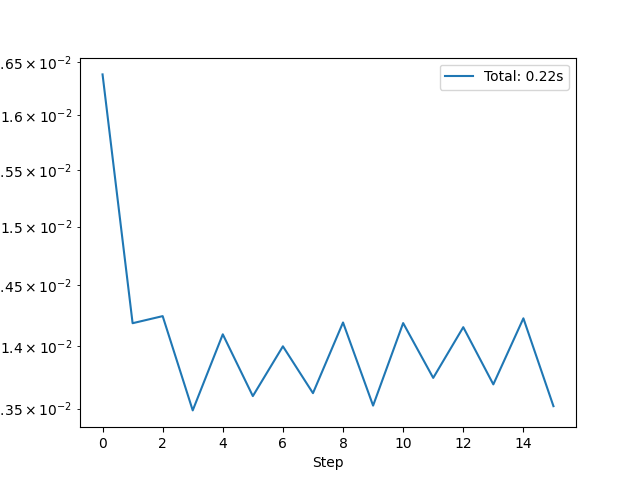 Total: 0.22s
.65 × 10⁻²
1.6 × 10⁻²
.55 × 10⁻²
1.5 × 10⁻²
.45 × 10⁻²
1.4 × 10⁻²
.35 × 10⁻²
0 2 4 6 8 10 12 14
Step